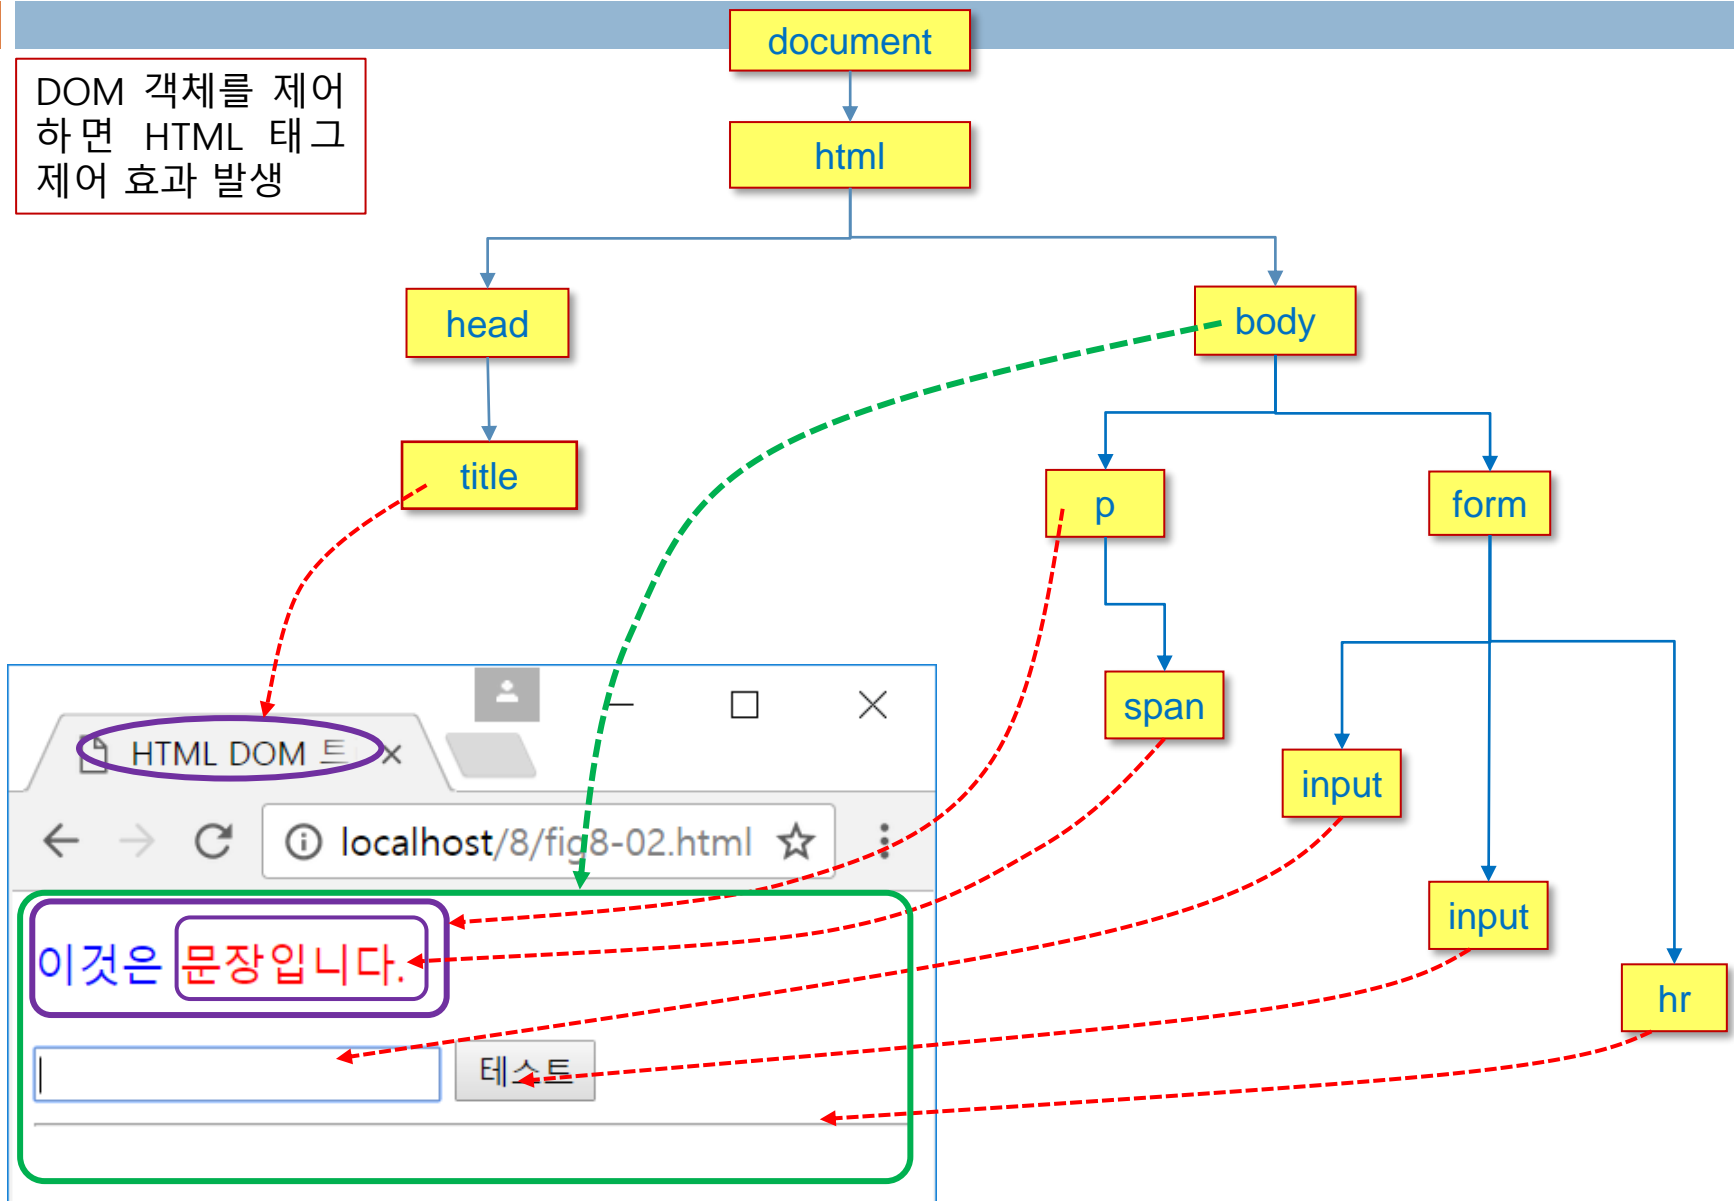 document
DOM 객체를 제어
하면 HTML 태그
제어 효과 발생
html
head
body
title
p
form
span
input
input
hr
HTML DOM 트
localhost/8/fig8-02.html
이것은 문장입니다.
테스트